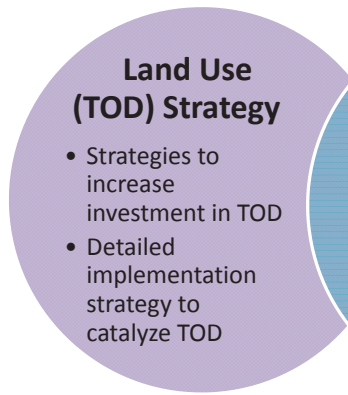 Land Use
(TOD) Strategy
• Strategies to
increase
investment in TOD
• Detailed
implementation
strategy to
catalyze TOD